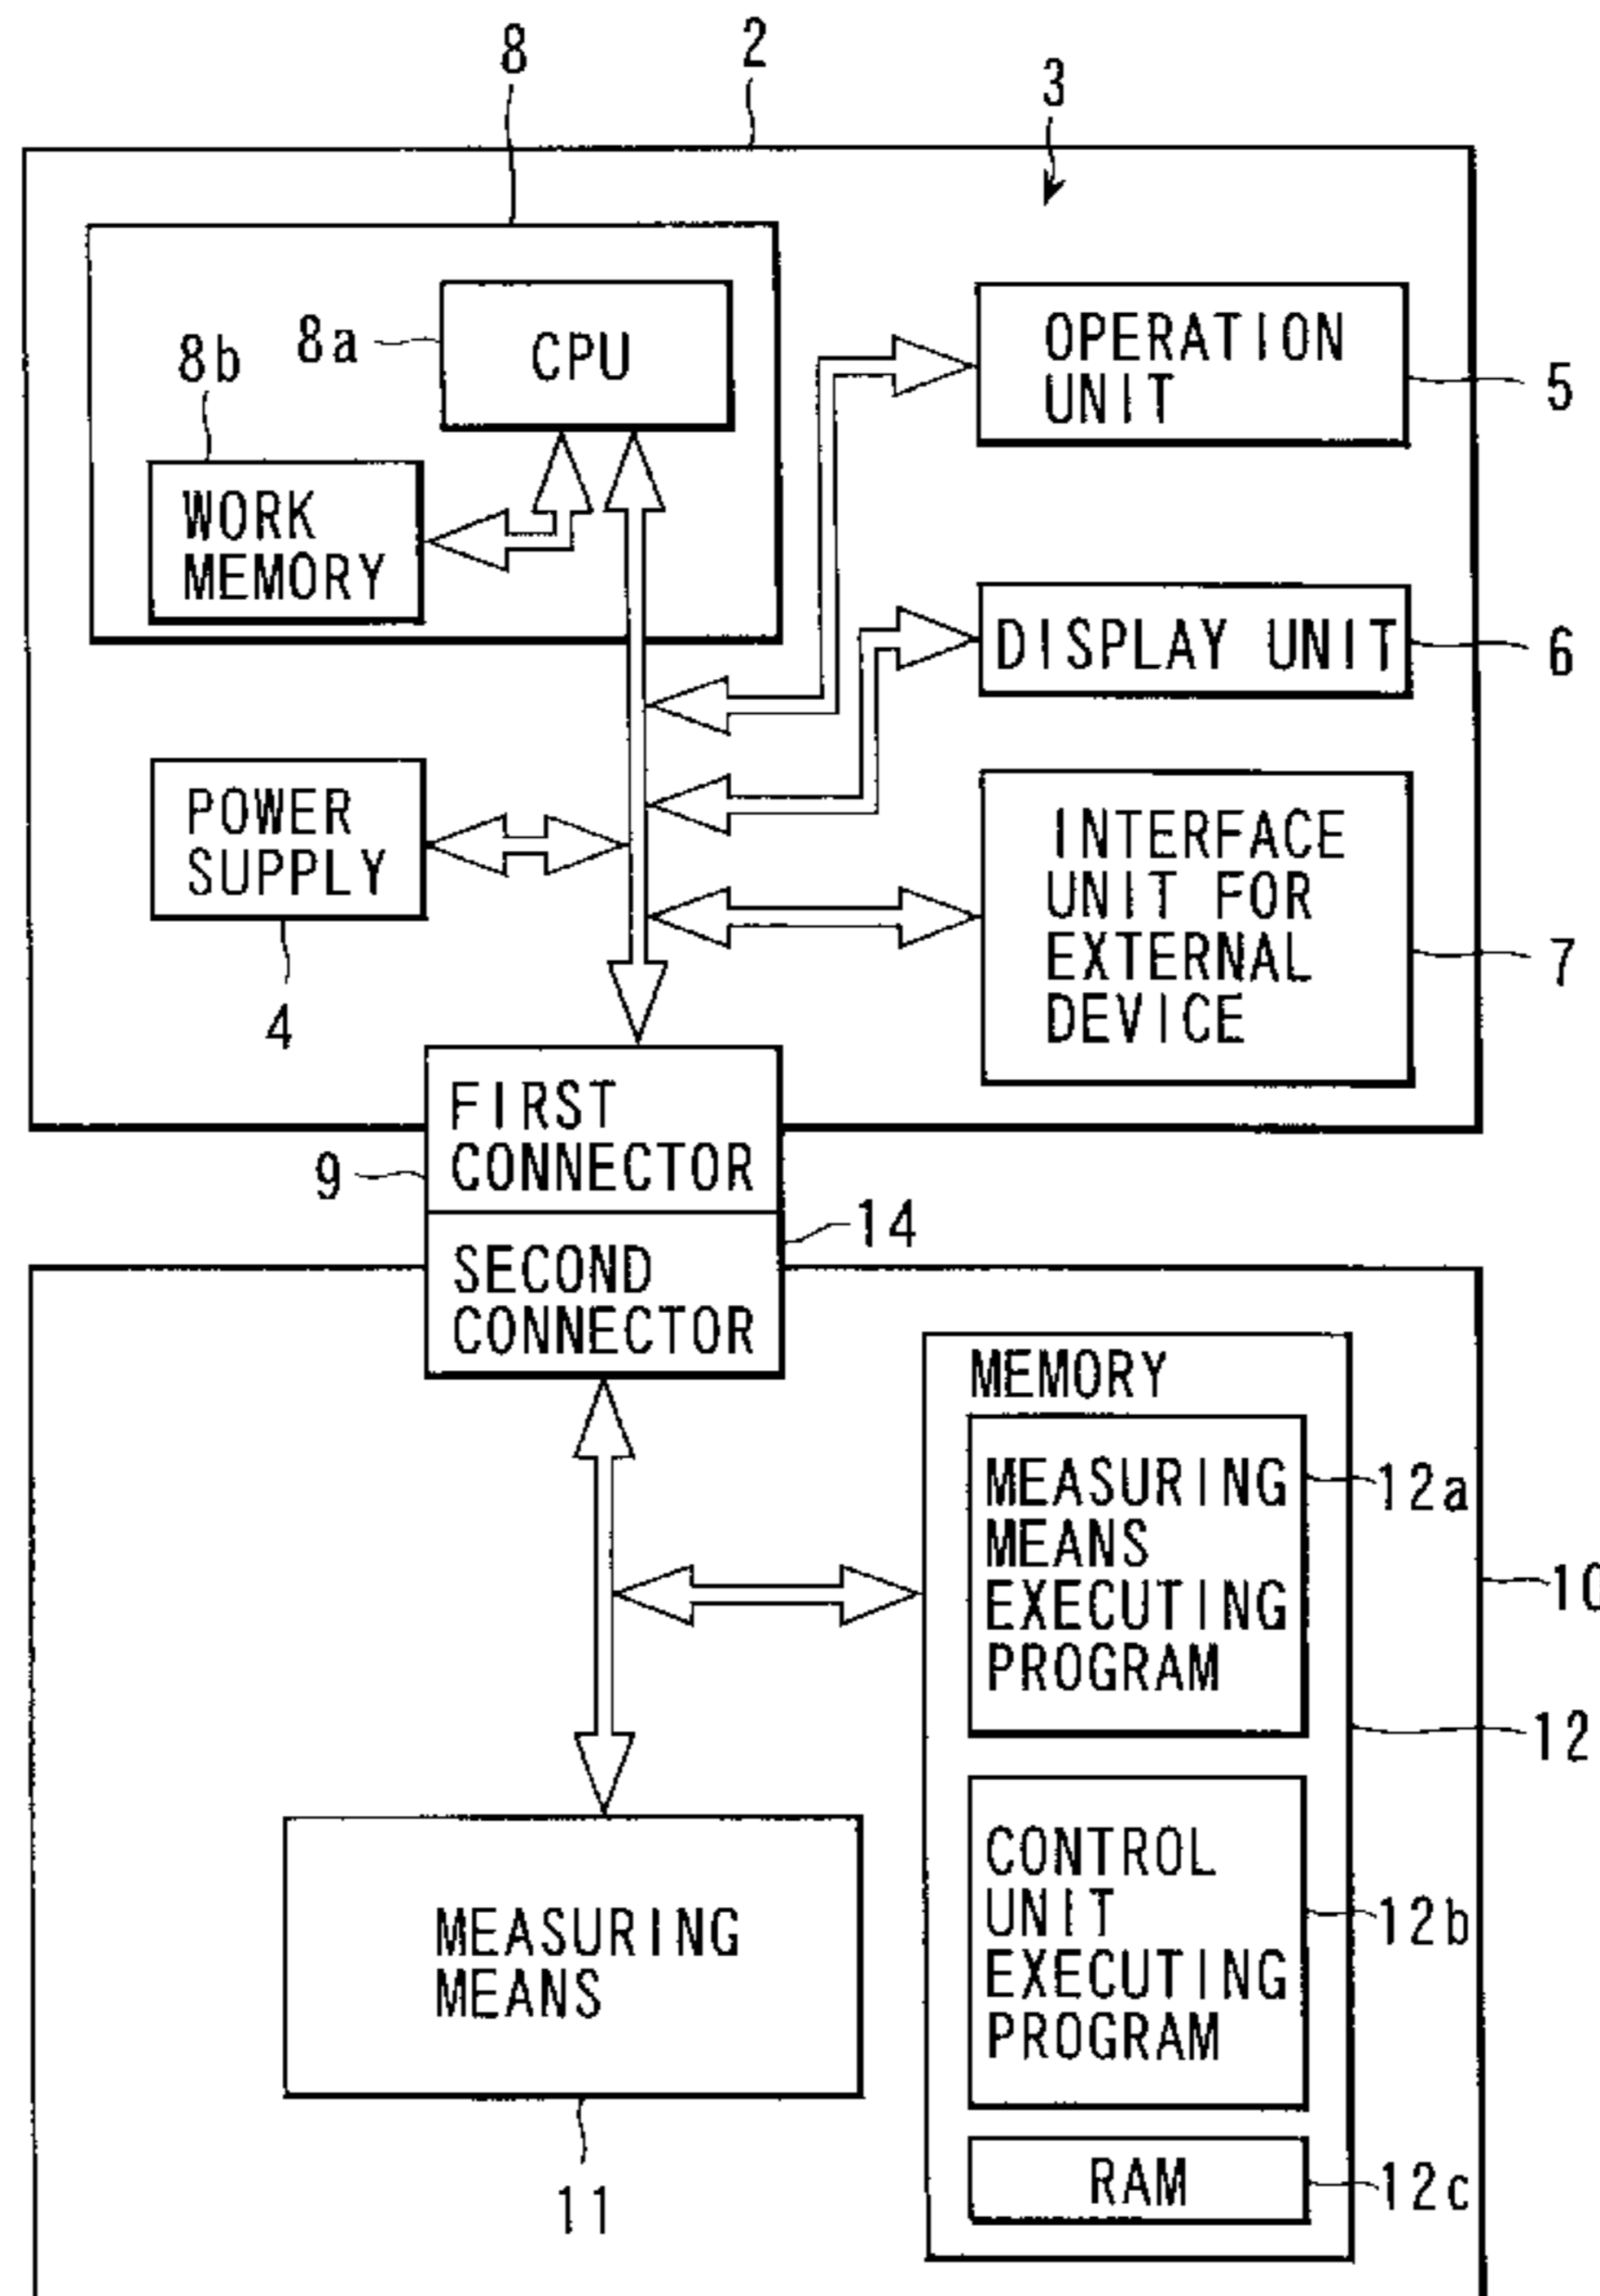 8
2
3
8a
CPU
8b
WORK
MEMORY
OPERATION
UNIT
5
DISPLAY UNIT
6
POWER
SUPPLY
4
INTERFACE
UNIT FOR
EXTERNAL
DEVICE
7
FIRST
CONNECTOR
9
14
SECOND
CONNECTOR
MEMORY
MEASURING
MEANS
EXECUTING
PROGRAM
12a
10
12
CONTROL
UNIT
EXECUTING
PROGRAM
12b
MEASURING
MEANS
11
RAM
12c